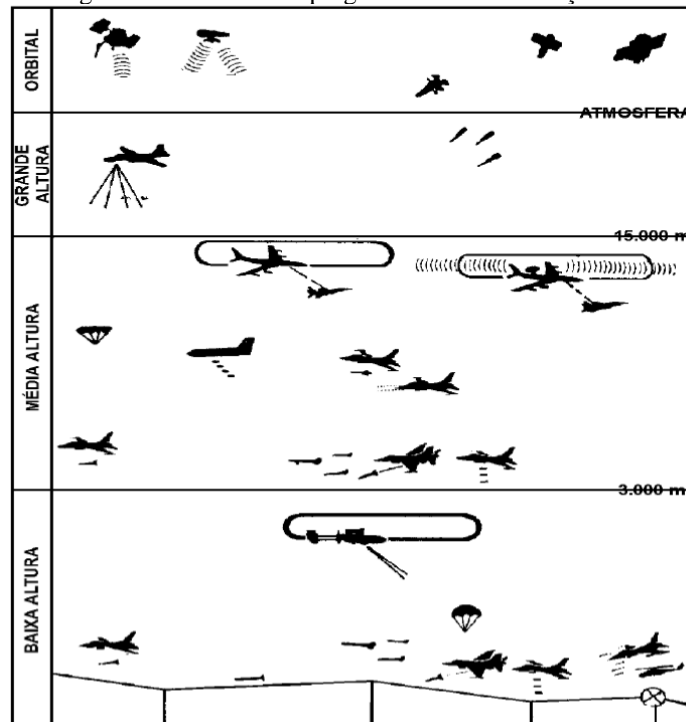 ORBITAL
ATMOSFERA
GRANDE
ALTURA
15.000 m
MÉDIA ALTURA
3.000 m
BAIXA ALTURA